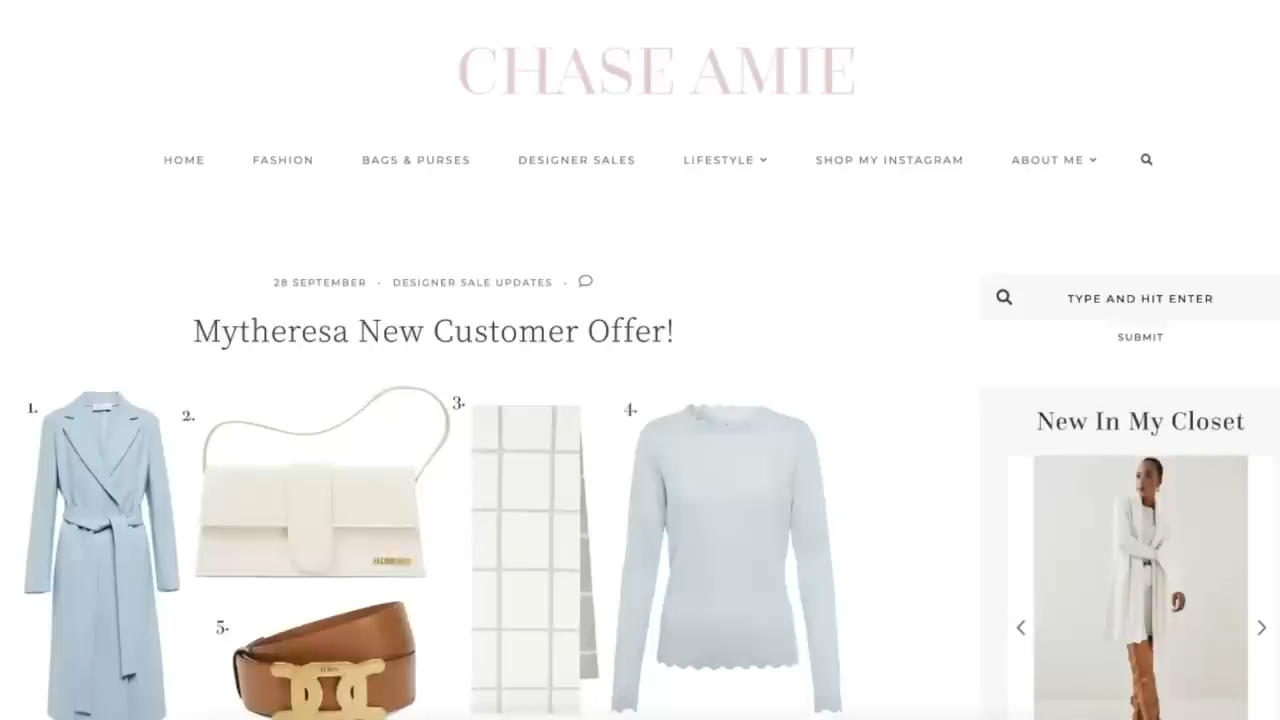 CHASE AMIE
HOME FASHION BAGS & PURSES DESIGNER SALES LIFESTYLE SHOP MY INSTAGRAM ABOUT ME
28 SEPTEMBER · DESIGNER SALE UPDATES ·
TYPE AND HIT ENTER
Mytheresa New Customer Offer!
SUBMIT
1.
2.
3.
4.
New In My Closet
5.